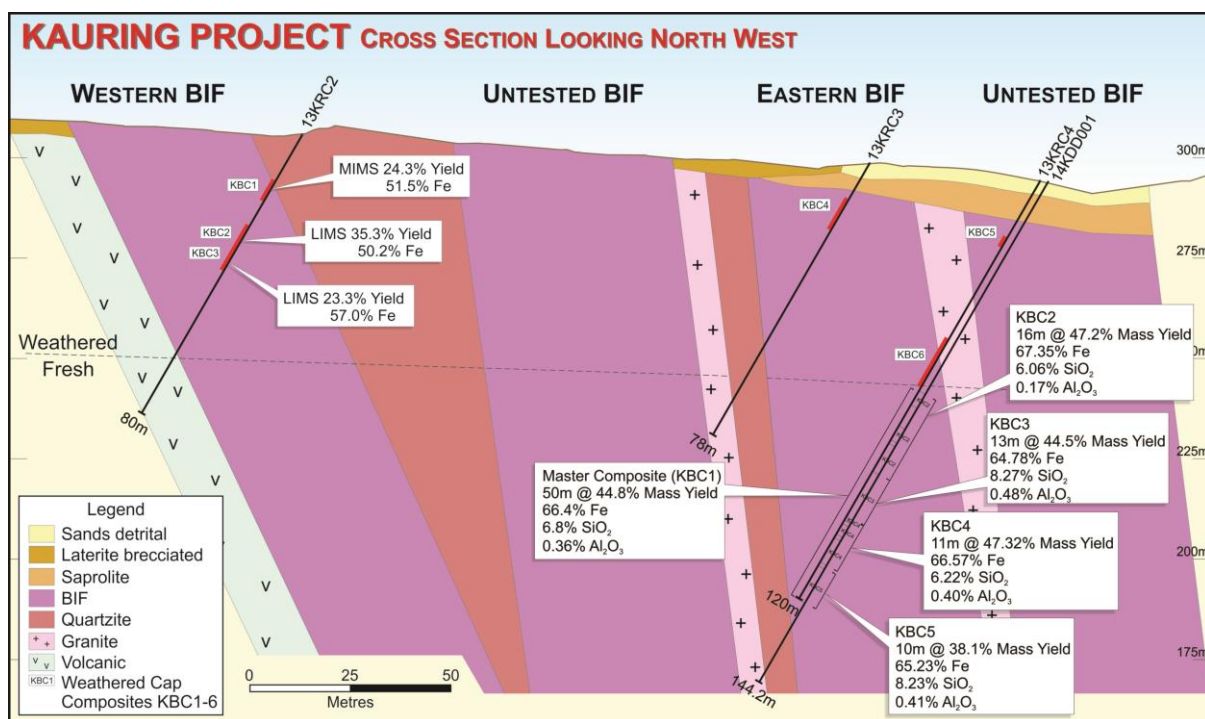 KAURING PROJECT CROSS SECTION LOOKING NORTH WEST
WESTERN BIF
UNTESTED BIF
EASTERN BIF
UNTESTED BIF
13KRC2
13KRC3
13KRC4
14KDD001
300m
275m
225m
200m
175m
KBC1
MIMS 24.3% Yield
51.5% Fe
KBC2
LIMS 35.3% Yield
50.2% Fe
KBC3
LIMS 23.3% Yield
57.0% Fe
KBC4
KBC5
KBC6
Weathered
Fresh
80m
78m
120m
144.2m
KBC2
16m @ 47.2% Mass Yield
67.35% Fe
6.06% SiO₂
0.17% Al₂O₃
KBC3
13m @ 44.5% Mass Yield
64.78% Fe
8.27% SiO₂
0.48% Al₂O₃
Master Composite (KBC1)
50m @ 44.8% Mass Yield
66.4% Fe
6.8% SiO₂
0.36% Al₂O₃
KBC4
11m @ 47.32% Mass Yield
66.57% Fe
6.22% SiO₂
0.40% Al₂O₃
KBC5
10m @ 38.1% Mass Yield
65.23% Fe
8.23% SiO₂
0.41% Al₂O₃
Legend
Sands detrital
Laterite brecciated
Saprolite
BIF
Quartzite
Granite
Volcanic
KBC1 Weathered Cap
Composites KBC1-6
0 25 50
Metres